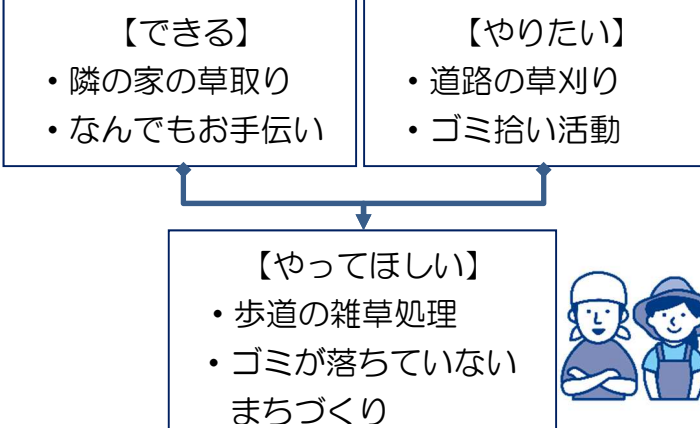 【できる】
・隣の家の草取り
・なんでもお手伝い
【やりたい】
・道路の草刈り
・ゴミ拾い活動
【やってほしい】
・歩道の雑草処理
・ゴミが落ちていない
まちづくり